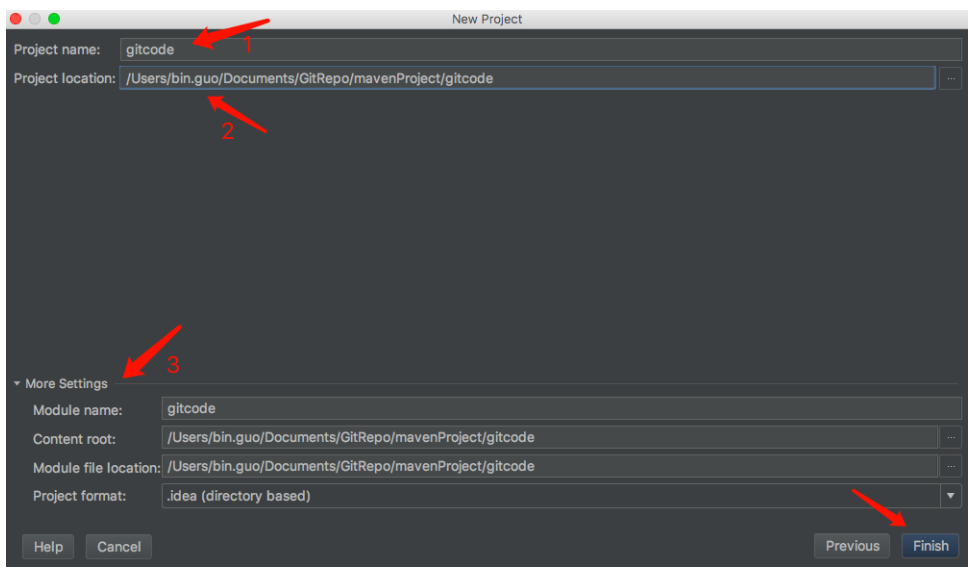 New Project
Project name: gitcode
1
Project location: /Users/bin.guo/Documents/GitRepo/mavenProject/gitcode ...
2
3
More Settings
Module name: gitcode
Content root: /Users/bin.guo/Documents/GitRepo/mavenProject/gitcode ...
Module file location: /Users/bin.guo/Documents/GitRepo/mavenProject/gitcode ...
Project format: .idea (directory based)
Help Cancel Previous Finish